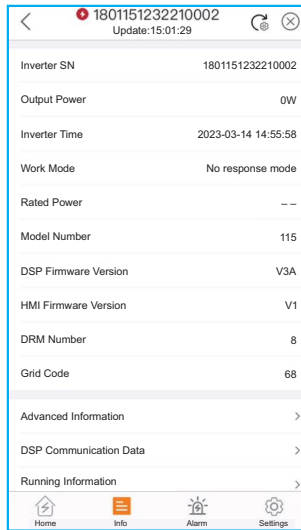 1801151232210002
Update:15:01:29
Inverter SN 1801151232210002
Output Power 0W
Inverter Time 2023-03-14 14:55:58
Work Mode No response mode
Rated Power – –
Model Number 115
DSP Firmware Version V3A
HMI Firmware Version V1
DRM Number 8
Grid Code 68
Advanced Information
DSP Communication Data
Running Information
Home Info Alarm Settings